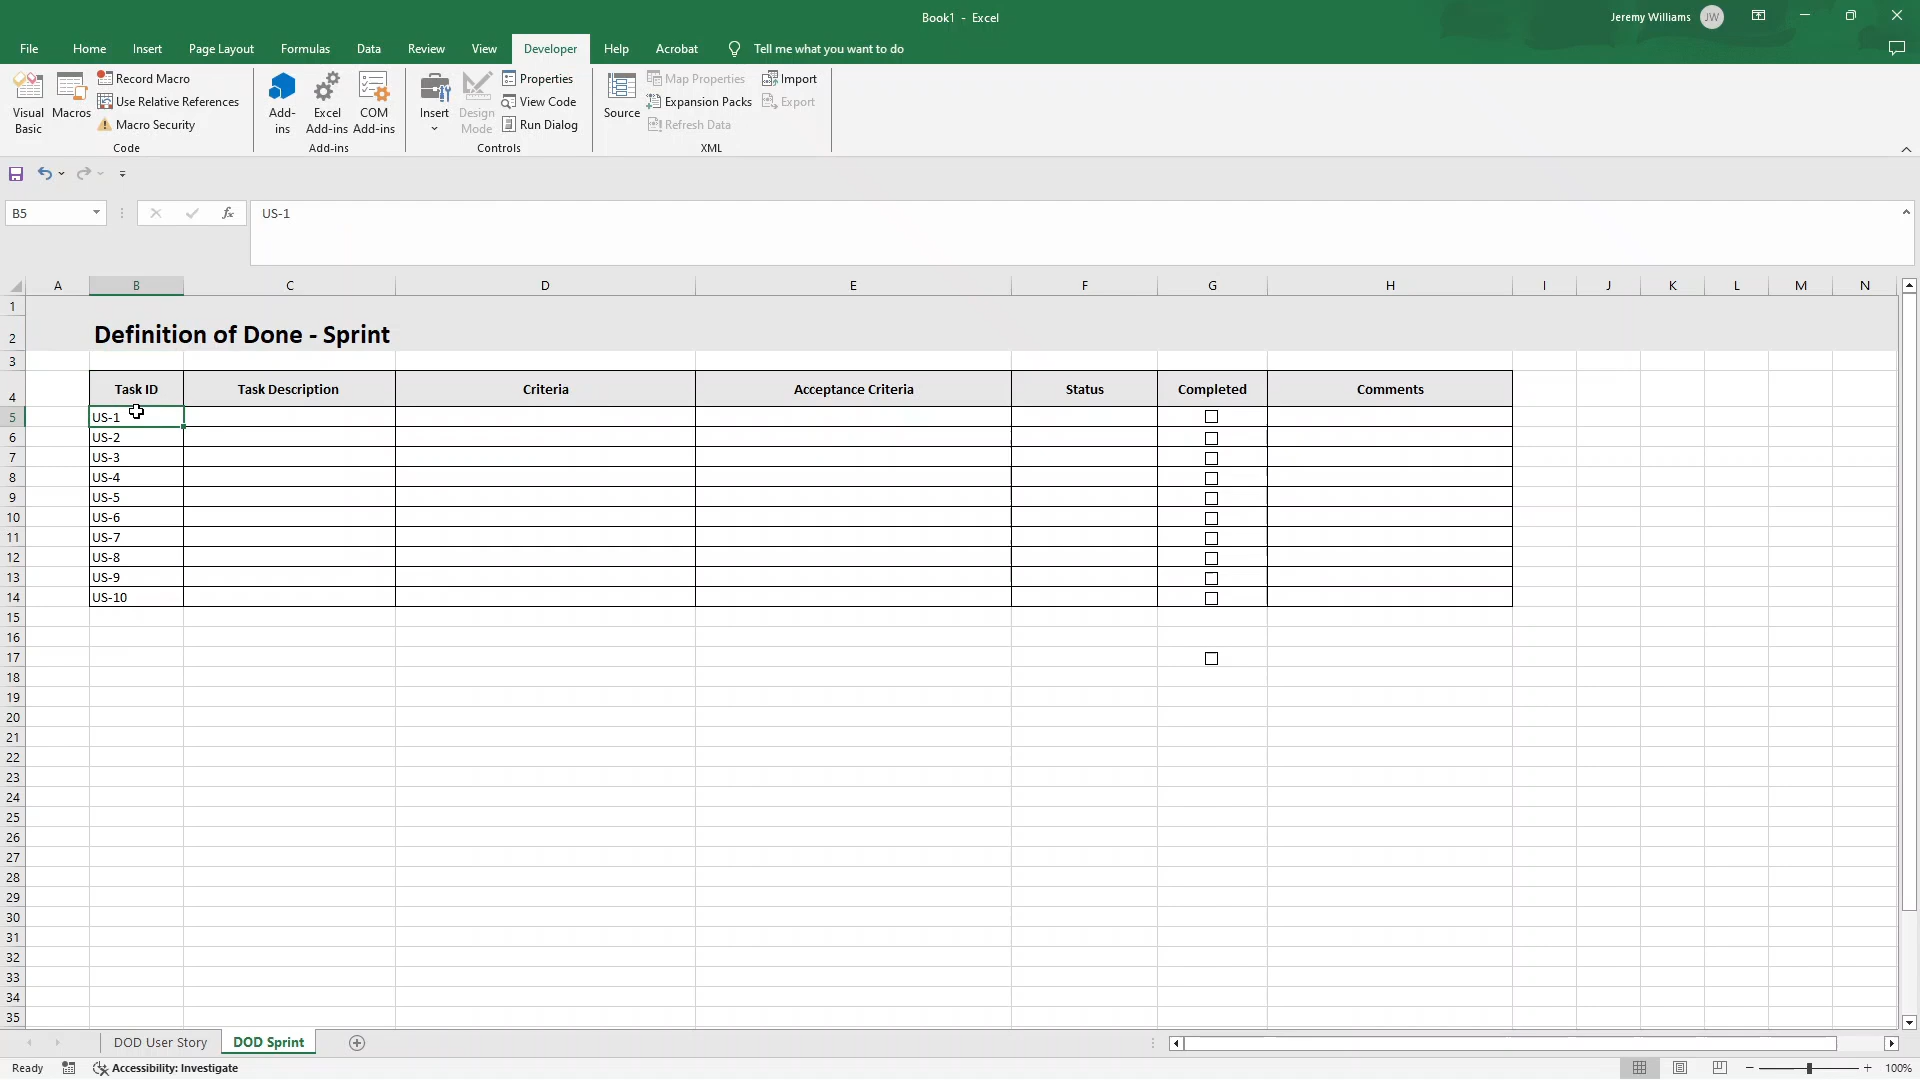 Book1 - Excel
Jeremy Williams JW
File Home Insert Page Layout Formulas Data Review View Developer Help Acrobat Tell me what you want to do
Visual Basic
Macros
Record Macro
Use Relative References
Macro Security
Code
Add-ins
Excel Add-ins
COM Add-ins
Add-ins
Insert
Design Mode
Properties
View Code
Run Dialog
Controls
Source
Map Properties
Expansion Packs
Refresh Data
Import
Export
XML
B5
fx
US-1
A B C D E F G H I J K L M N
1
2 Definition of Done - Sprint
3
4 Task ID Task Description Criteria Acceptance Criteria Status Completed Comments
5 US-1
6 US-2
7 US-3
8 US-4
9 US-5
10 US-6
11 US-7
12 US-8
13 US-9
14 US-10
15
16
17
18
19
20
21
22
23
24
25
26
27
28
29
30
31
32
33
34
35
DOD User Story DOD Sprint
Ready Accessibility: Investigate 100%